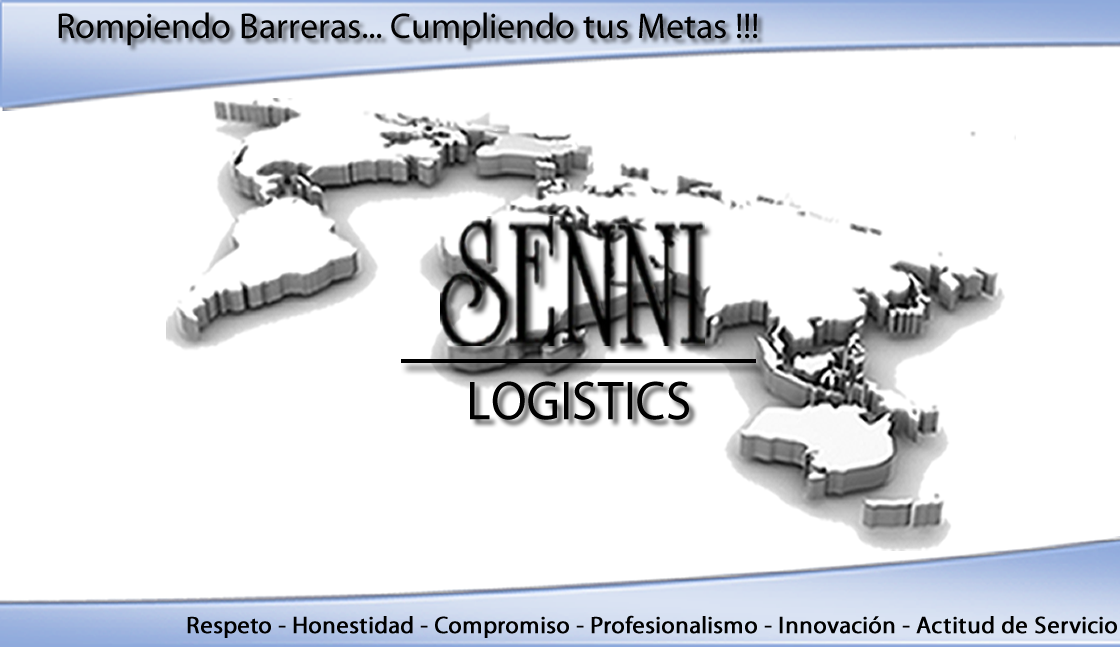 Rompiendo Barreras... Cumpliendo tus Metas !!!
SENNI
LOGISTICS
Respeto - Honestidad - Compromiso - Profesionalismo - Innovación - Actitud de Servicio